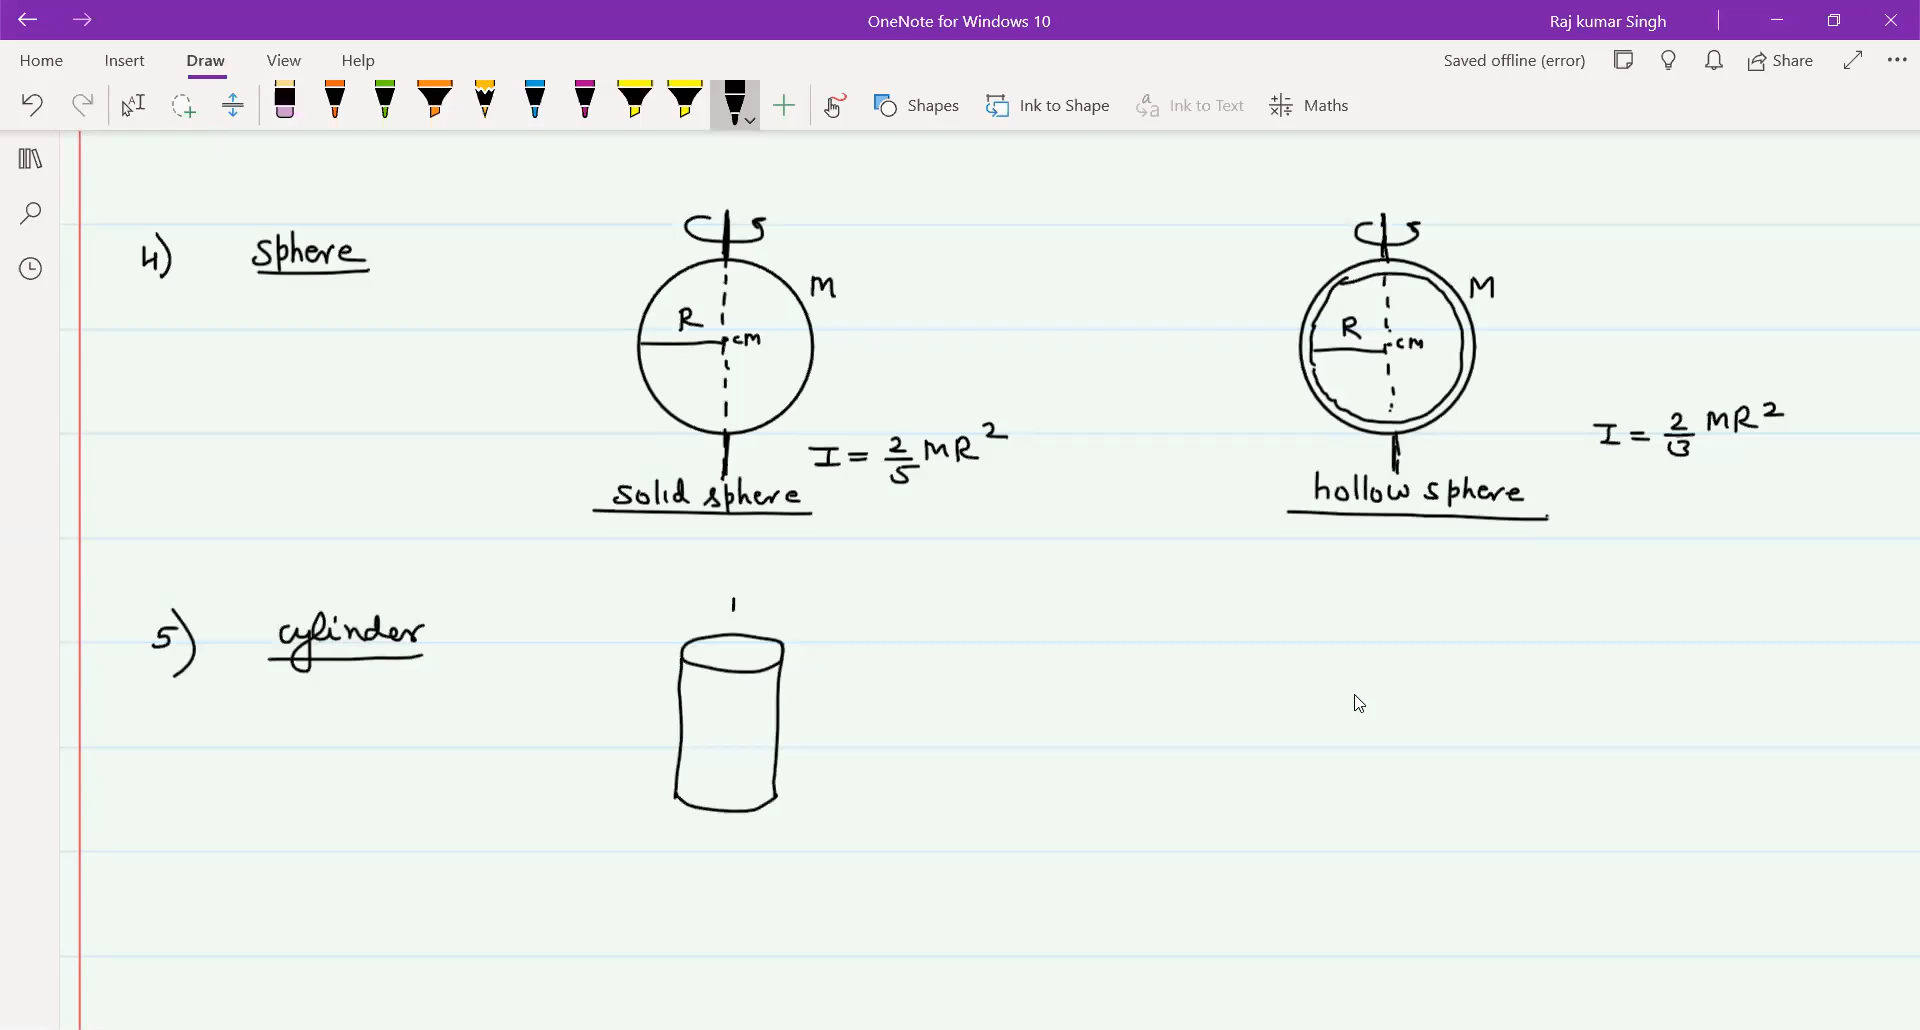 OneNote for Windows 10
Raj kumar Singh
Home Insert Draw View Help
Saved offline (error) Share
Shapes Ink to Shape Ink to Text Maths
4) Sphere
M
R
cm
I = 2/5 MR²
solid sphere
M
R
cm
I = 2/3 MR²
hollow sphere
5) cylinder